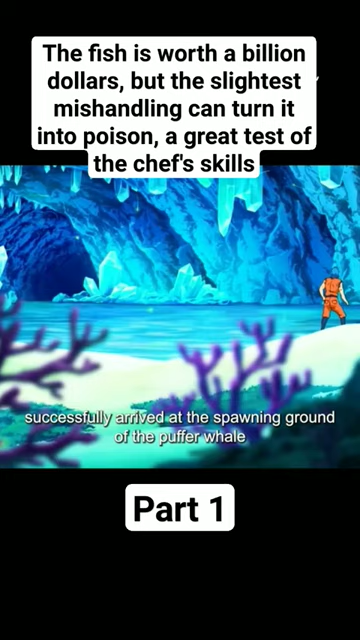 The fish is worth a billion
dollars, but the slightest
mishandling can turn it
into poison, a great test of
the chef's skills
successfully arrived at the spawning ground
of the puffer whale
Part 1